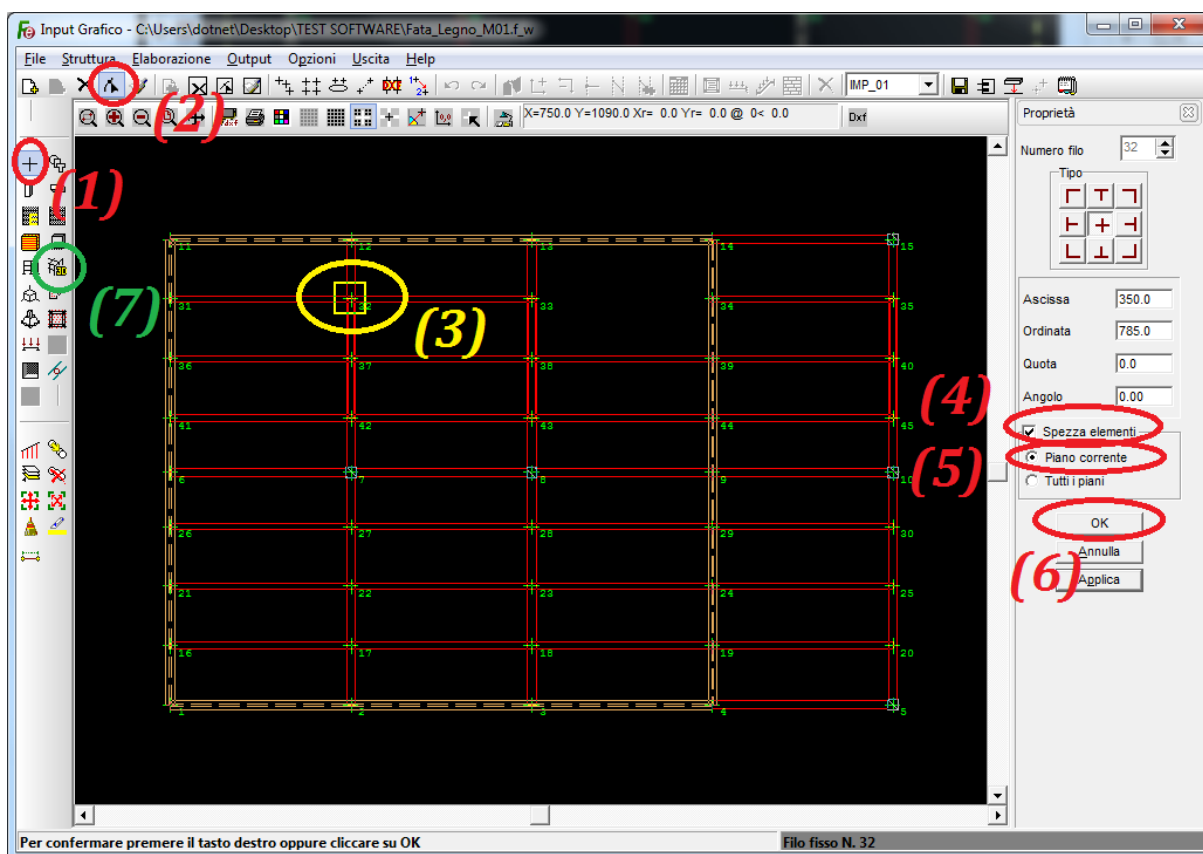 Input Grafico - C:\Users\dotnet\Desktop\TEST SOFTWARE\Fata_Legno_M01.f_w
File Struttura Elaborazione Output Opzioni Uscita Help
IMP_01
X=750.0 Y=1090.0 Xr= 0.0 Yr= 0.0 @ 0< 0.0
Dxf
(1)
(2)
(3)
(4)
(5)
(6)
(7)
11 12 13 14 15
31 32 33 34 35
36 37 38 39 40
41 42 43 44 45
6 7 8 9 10
26 27 28 29 30
21 22 23 24 25
16 17 18 19 20
1 2 3 4 5
Proprietà
Numero filo 32
Tipo
Ascissa 350.0
Ordinata 785.0
Quota 0.0
Angolo 0.00
Spezza elementi
Piano corrente
Tutti i piani
OK
Annulla
Applica
Per confermare premere il tasto destro oppure cliccare su OK
Filo fisso N. 32